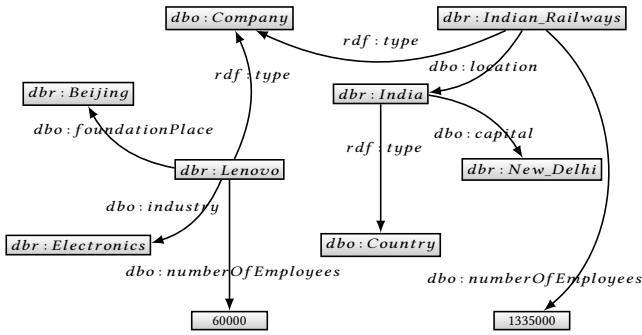 dbo:Company
dbr:Indian_Railways
rdf:type
dbo:location
rdf:type
dbr:Beijing
dbr:India
dbo:foundationPlace
dbo:capital
rdf:type
dbr:Lenovo
dbr:New_Delhi
dbo:industry
dbr:Electronics
dbo:Country
dbo:numberOfEmployees
dbo:numberOfEmployees
60000
1335000